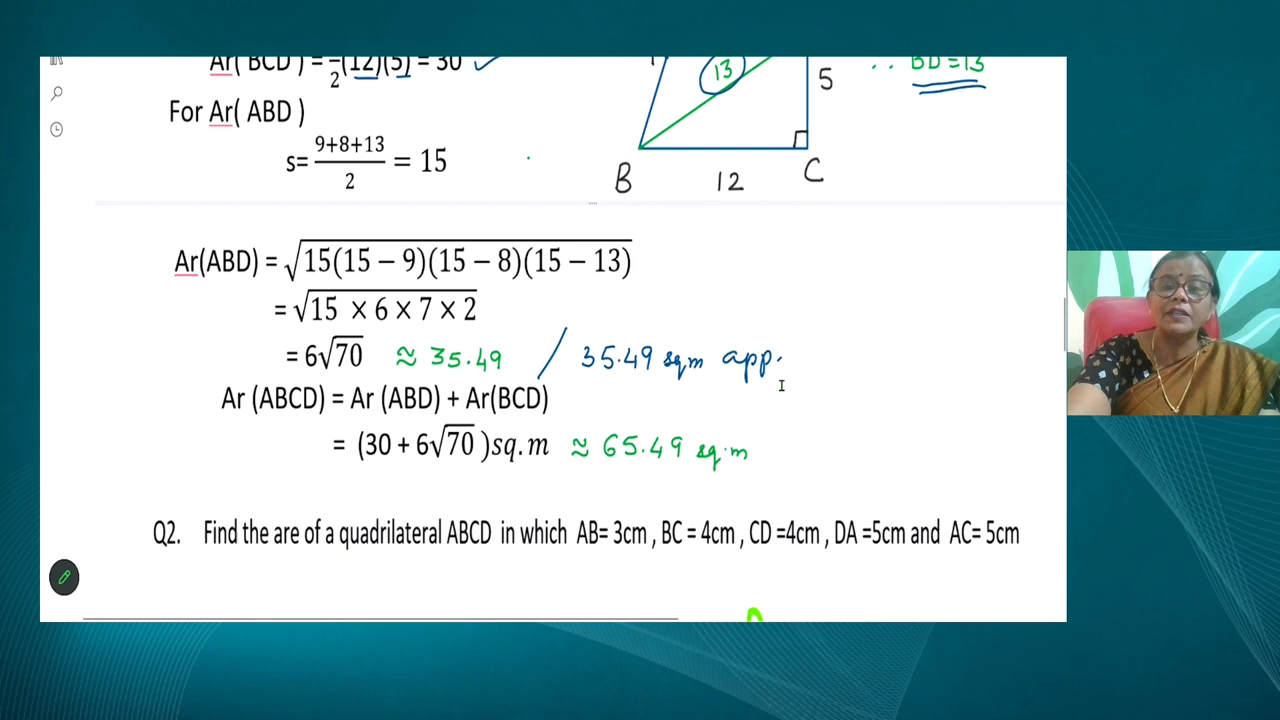 Ar( BCD ) = 1/2 (12)(5) = 30 ✓
13
5
∴ BD = 13
For Ar( ABD )
s= (9+8+13)/2 = 15
B 12 C
Ar(ABD) = √(15(15 − 9)(15 − 8)(15 − 13))
= √(15 × 6 × 7 × 2)
= 6√70 ≈ 35.49 / 35.49 sq.m app.
Ar (ABCD) = Ar (ABD) + Ar(BCD)
= (30 + 6√70 )sq.m ≈ 65.49 sq.m
Q2. Find the are of a quadrilateral ABCD in which AB= 3cm , BC = 4cm , CD =4cm , DA =5cm and AC= 5cm